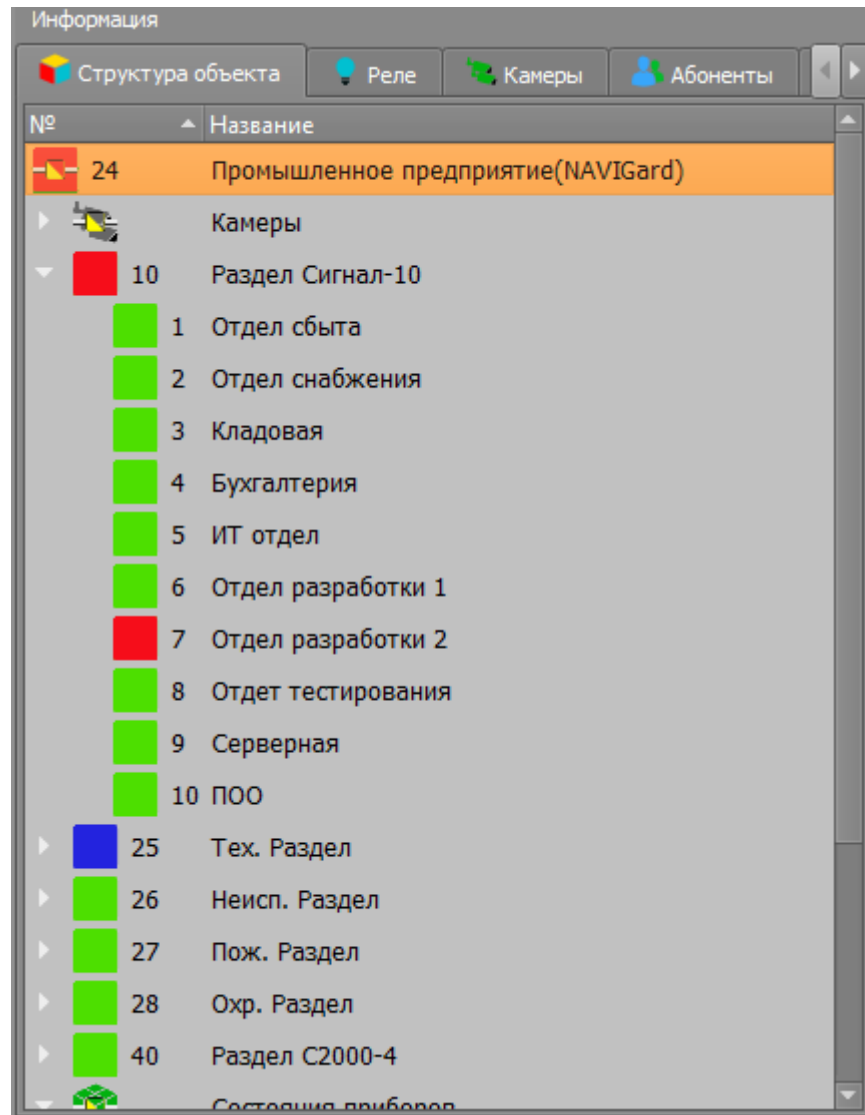 Информация
Структура объекта Реле Камеры Абоненты
№ Название
24 Промышленное предприятие(NAVIGard)
Камеры
10 Раздел Сигнал-10
1 Отдел сбыта
2 Отдел снабжения
3 Кладовая
4 Бухгалтерия
5 ИТ отдел
6 Отдел разработки 1
7 Отдел разработки 2
8 Отдет тестирования
9 Серверная
10 ПОО
25 Тех. Раздел
26 Неисп. Раздел
27 Пож. Раздел
28 Охр. Раздел
40 Раздел С2000-4
Состояния приборов